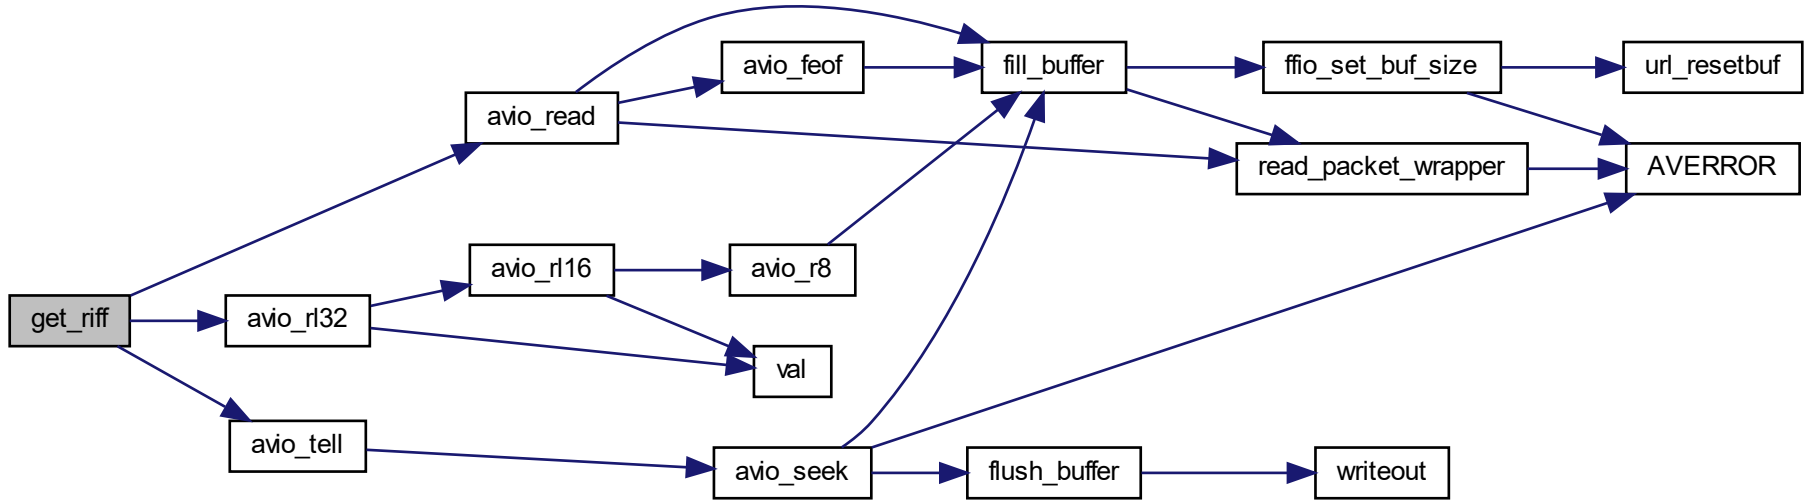 avio_feof
fill_buffer
ffio_set_buf_size
url_resetbuf
avio_read
read_packet_wrapper
AVERROR
avio_rl16
avio_r8
get_riff
avio_rl32
val
avio_tell
avio_seek
flush_buffer
writeout